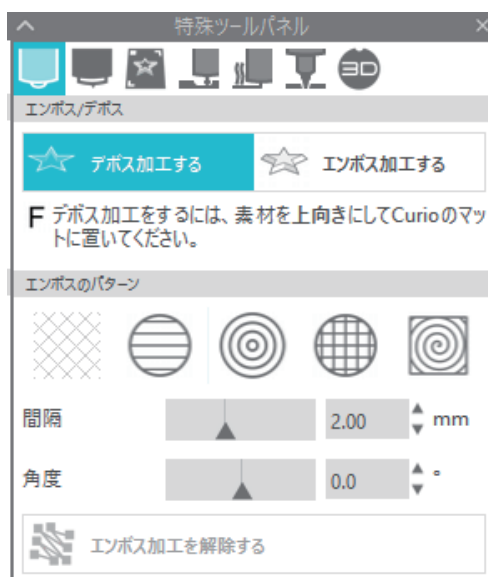 特殊ツールパネル
3D
エンボス/デボス
デボス加工する
エンボス加工する
F デボス加工をするには、素材を上向きにしてCurioのマッ
トに置いてください。
エンボスのパターン
間隔 2.00 mm
角度 0.0 °
エンボス加工を解除する